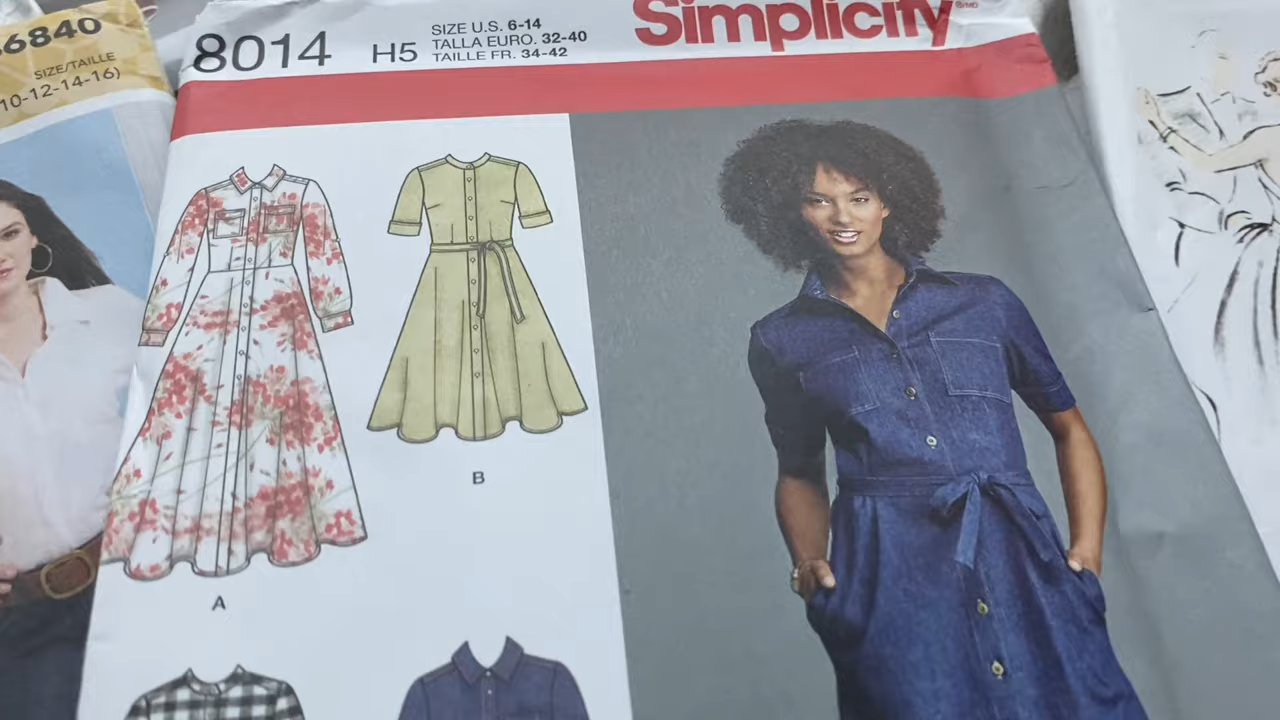 6840
SIZE/TAILLE
10-12-14-16)
8014
H5
SIZE U.S. 6-14
TALLA EURO. 32-40
TAILLE FR. 34-42
Simplicity
A
B